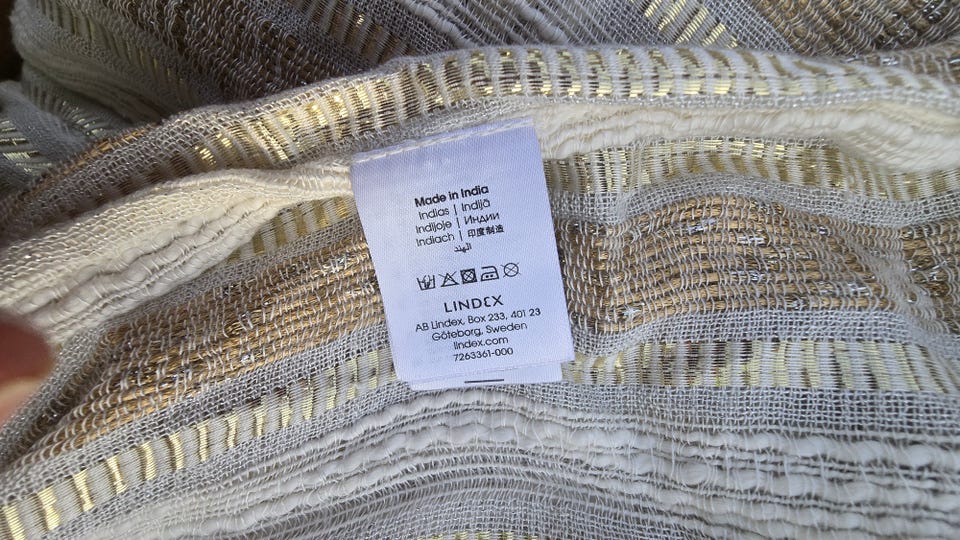 Made in India
Indias | Indijā
Indijoje | Индии
Indiach | 印度制造
الهند
LINDEX
AB Lindex, Box 233, 401 23
Göteborg, Sweden
lindex.com
7263361-000